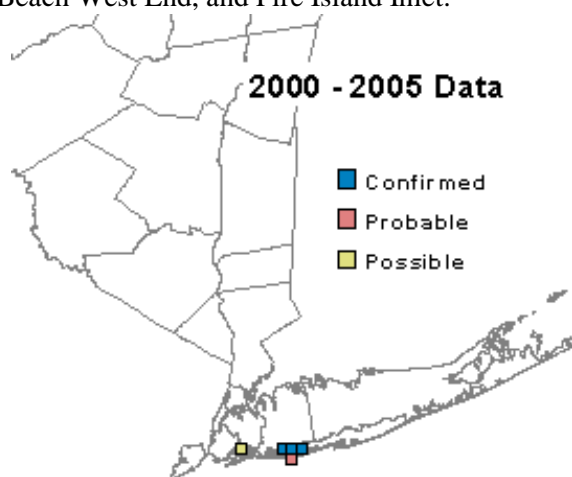 Beach West End, and Fire Island Inlet.
2000 - 2005 Data
Confirmed
Probable
Possible